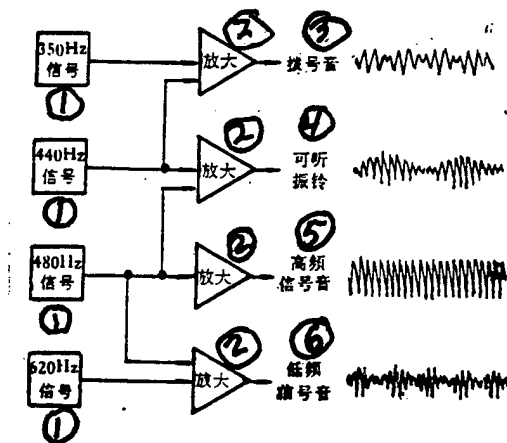 ② ③
350Hz
信号
放大
拨号音
①
440Hz
信号
② ④
放大
可听
振铃
①
480Hz
信号
② ⑤
放大
高频
信号音
①
620Hz
信号
② ⑥
放大
低频
信号音
①